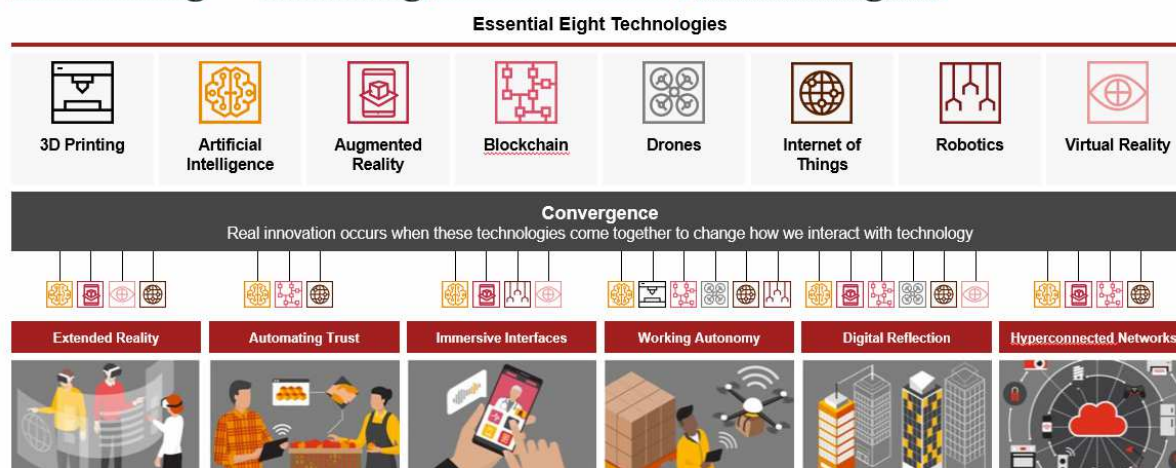 Essential Eight Technologies
3D Printing
Artificial
Intelligence
Augmented
Reality
Blockchain
Drones
Internet of
Things
Robotics
Virtual Reality
Convergence
Real innovation occurs when these technologies come together to change how we interact with technology
Extended Reality
Automating Trust
Immersive Interfaces
Working Autonomy
Digital Reflection
Hyperconnected Networks